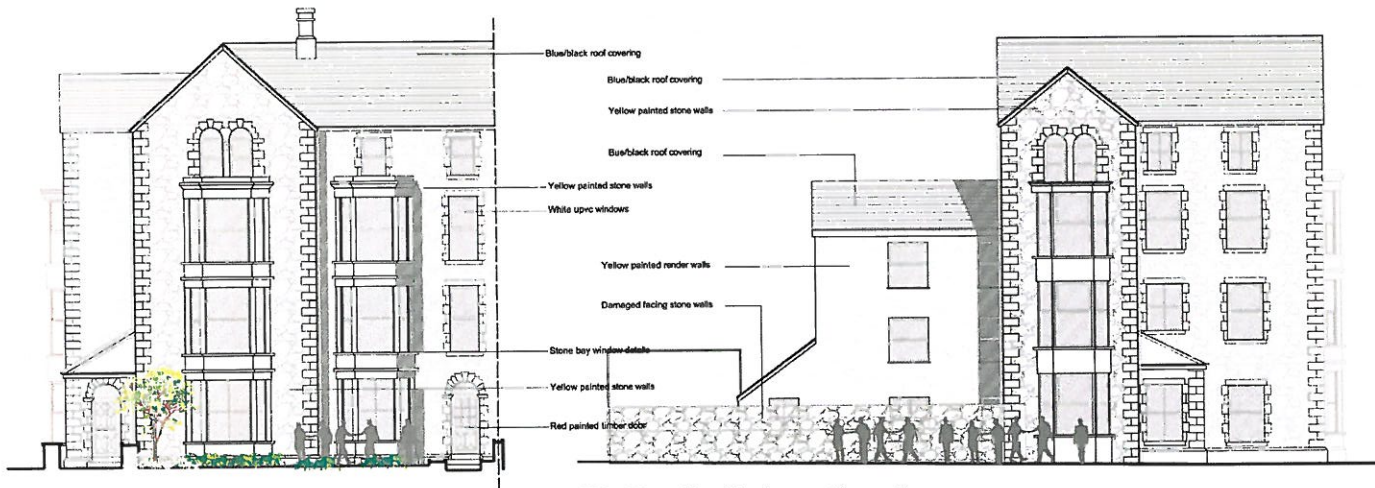 Blue/black roof covering
Yellow painted stone walls
White upvc windows
Stone bay window details
Yellow painted stone walls
Red painted timber door
Blue/black roof covering
Yellow painted stone walls
Bue/black roof covering
Yellow painted render walls
Damaged facing stone walls